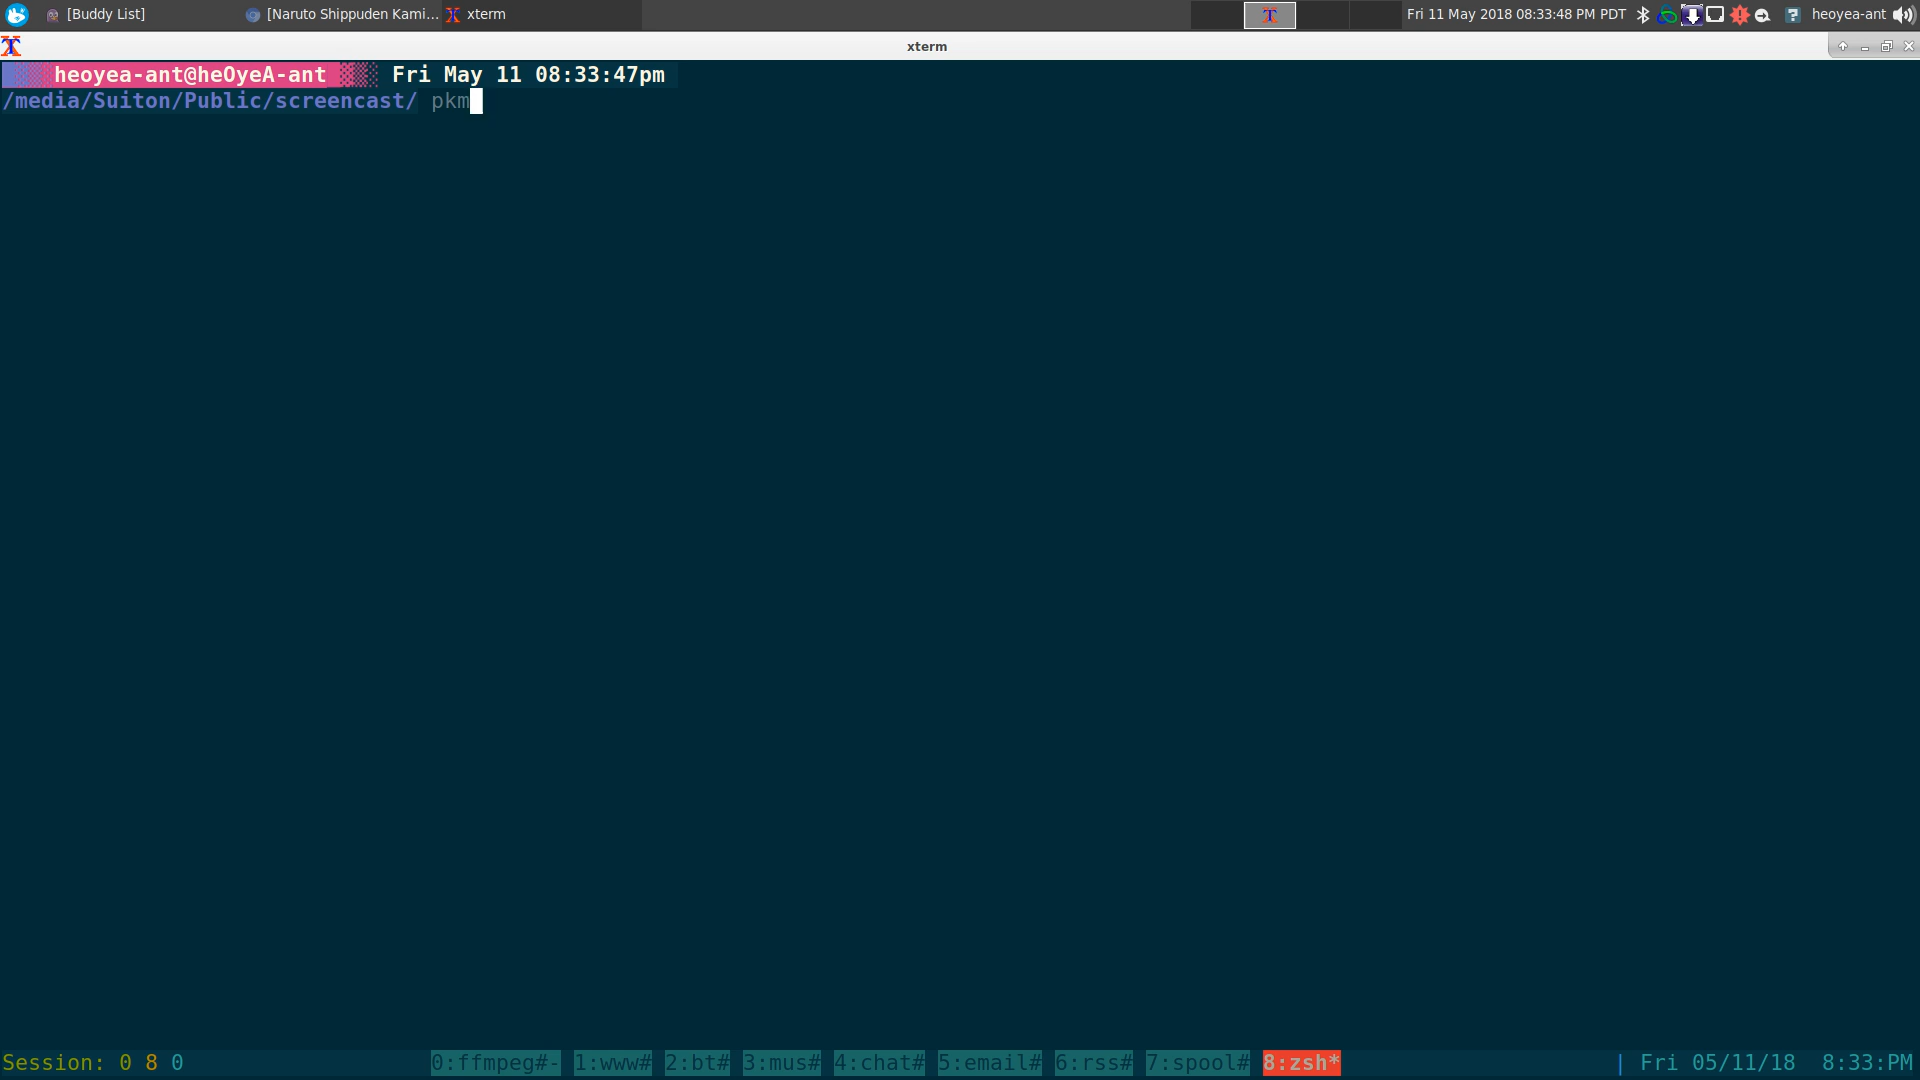 [Buddy List] [Naruto Shippuden Kami... xterm Fri 11 May 2018 08:33:48 PM PDT heoyea-ant
xterm
heoyea-ant@heOyeA-ant Fri May 11 08:33:47pm
/media/Suiton/Public/screencast/ pkm
Session: 0 8 0 0:ffmpeg#- 1:www# 2:bt# 3:mus# 4:chat# 5:email# 6:rss# 7:spool# 8:zsh* | Fri 05/11/18 8:33:PM